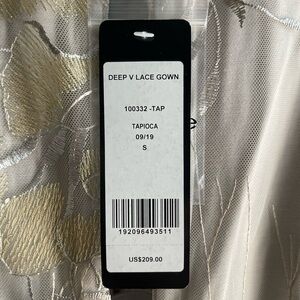 DEEP V LACE GOWN
100332 -TAP
TAPIOCA
09/19
S
192096493511
US$209.00